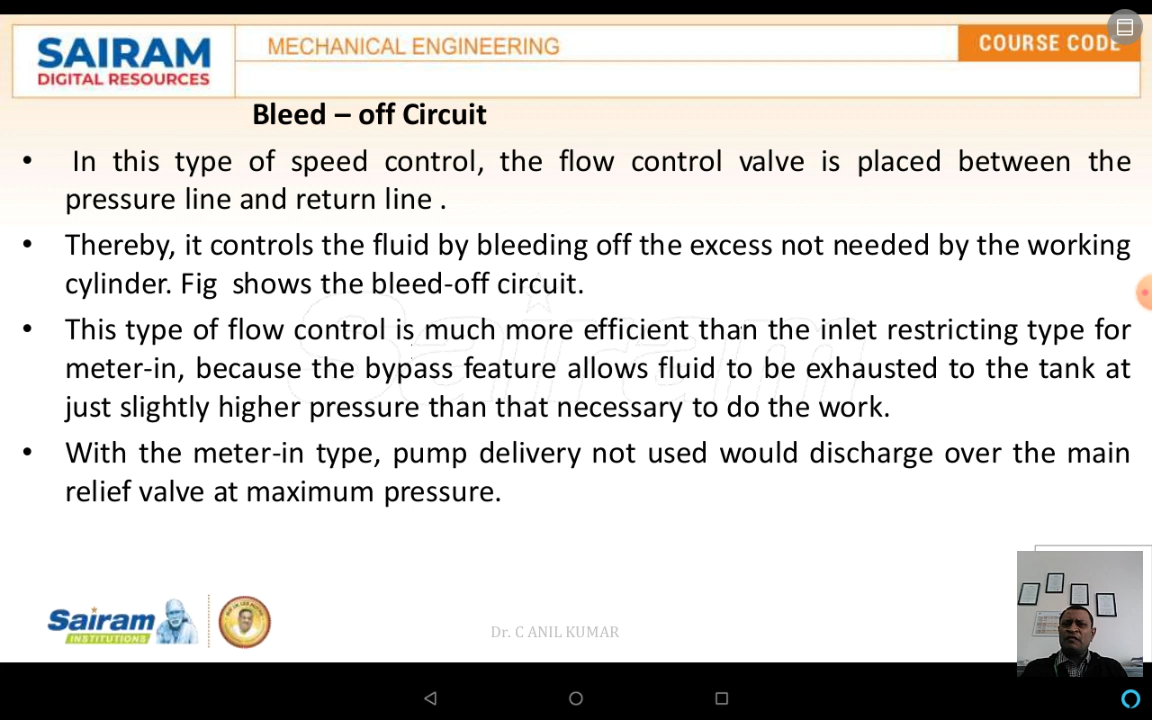 SAIRAM
DIGITAL RESOURCES
MECHANICAL ENGINEERING
COURSE CODE
Bleed – off Circuit
• In this type of speed control, the flow control valve is placed between the
pressure line and return line .
• Thereby, it controls the fluid by bleeding off the excess not needed by the working
cylinder. Fig shows the bleed-off circuit.
• This type of flow control is much more efficient than the inlet restricting type for
meter-in, because the bypass feature allows fluid to be exhausted to the tank at
just slightly higher pressure than that necessary to do the work.
• With the meter-in type, pump delivery not used would discharge over the main
relief valve at maximum pressure.
Sairam
Sairam
INSTITUTIONS
Dr. C ANIL KUMAR